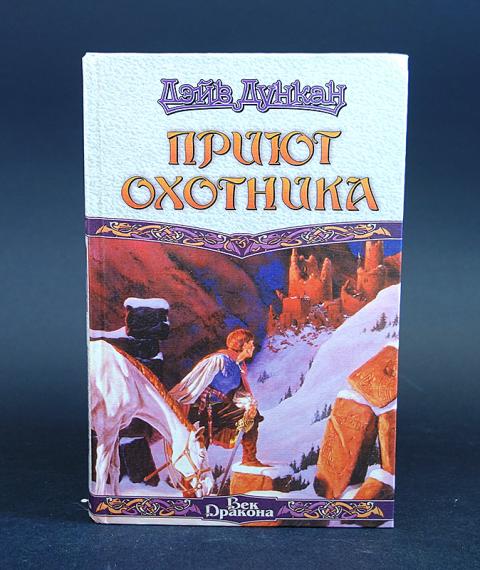 Дэйв Дункан
ПРИЮТ
ОХОТНИКА
Век
Дракона